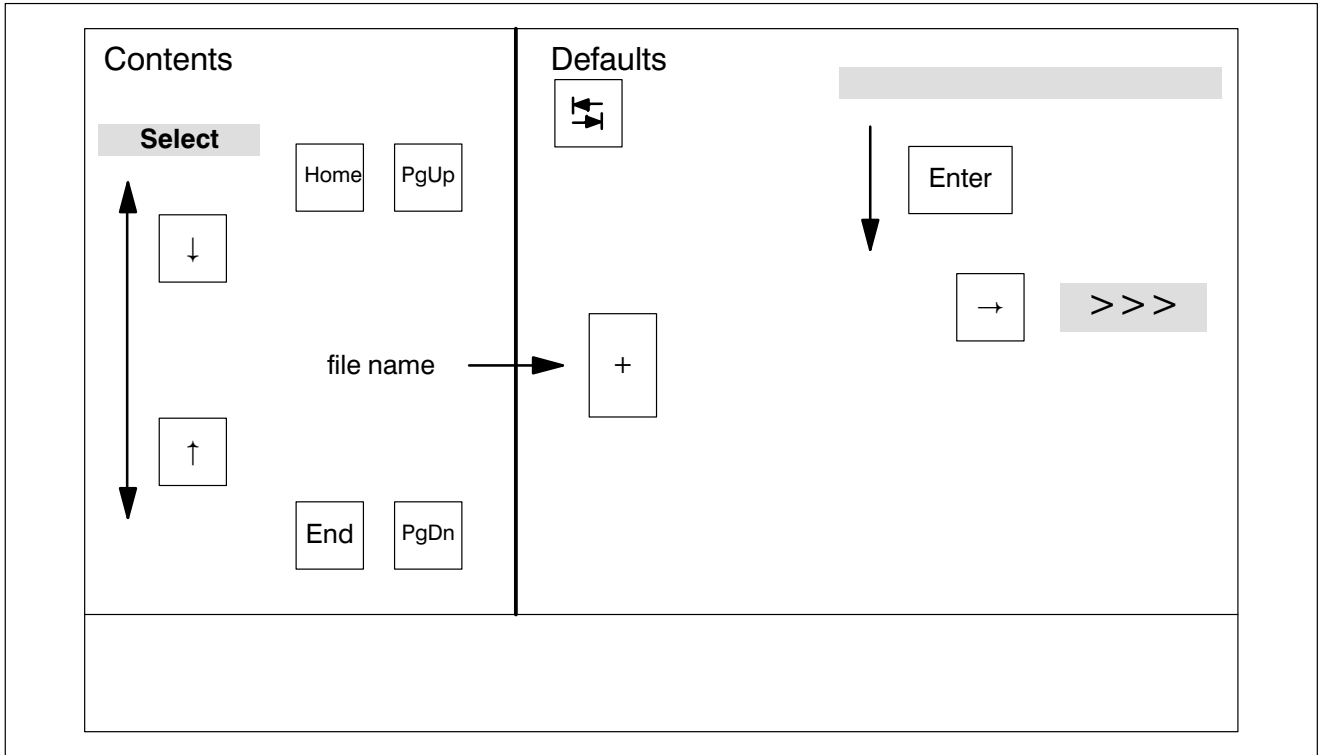 Contents
Select
Home
PgUp
↓
file name
↑
End
PgDn
Defaults
+
Enter
→
>>>